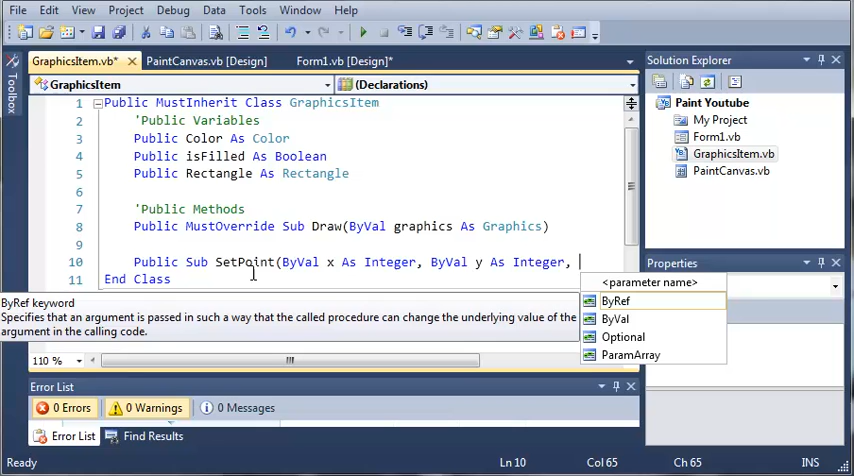 File Edit View Project Build Debug Data Tools Window Help
GraphicsItem.vb* PaintCanvas.vb [Design] Form1.vb [Design]*
GraphicsItem (Declarations)
Toolbox
1 Public MustInherit Class GraphicsItem
2 'Public Variables
3 Public Color As Color
4 Public isFilled As Boolean
5 Public Rectangle As Rectangle
6
7 'Public Methods
8 Public MustOverride Sub Draw(ByVal graphics As Graphics)
9
10 Public Sub SetPoint(ByVal x As Integer, ByVal y As Integer,
11 End Class
<parameter name>
ByRef
ByVal
Optional
ParamArray
ByRef keyword
Specifies that an argument is passed in such a way that the called procedure can change the underlying value of the
argument in the calling code.
110 %
Error List
0 Errors 0 Warnings 0 Messages
Error List Find Results
Solution Explorer
Paint Youtube
My Project
Form1.vb
GraphicsItem.vb
PaintCanvas.vb
Properties
Ready Ln 10 Col 65 Ch 65 INS